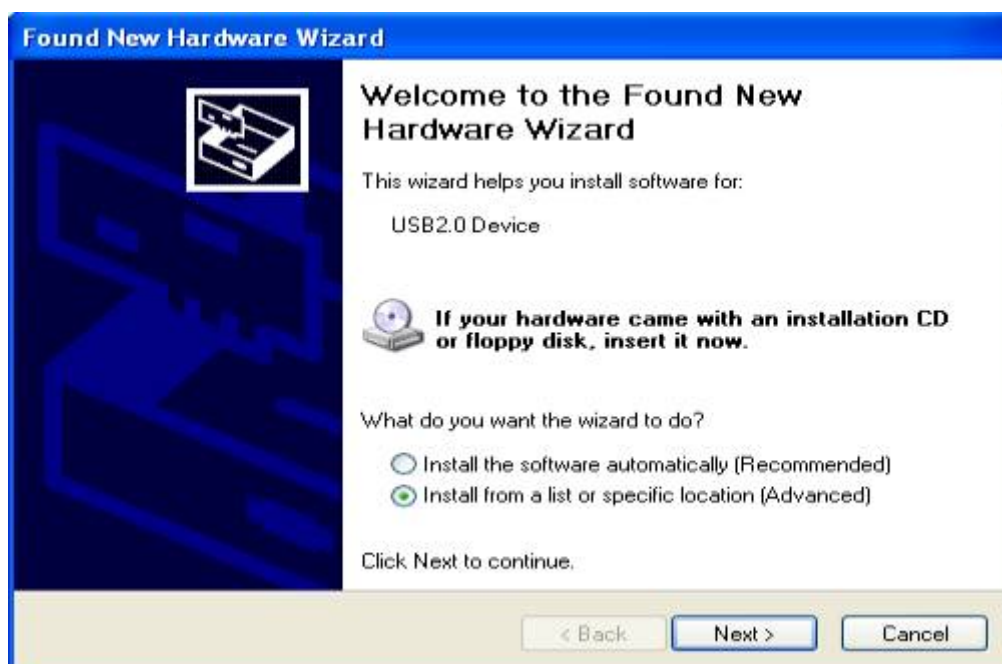 Found New Hardware Wizard
Welcome to the Found New
Hardware Wizard
This wizard helps you install software for:
USB2.0 Device
If your hardware came with an installation CD
or floppy disk, insert it now.
What do you want the wizard to do?
Install the software automatically (Recommended)
Install from a list or specific location (Advanced)
Click Next to continue.
< Back Next > Cancel